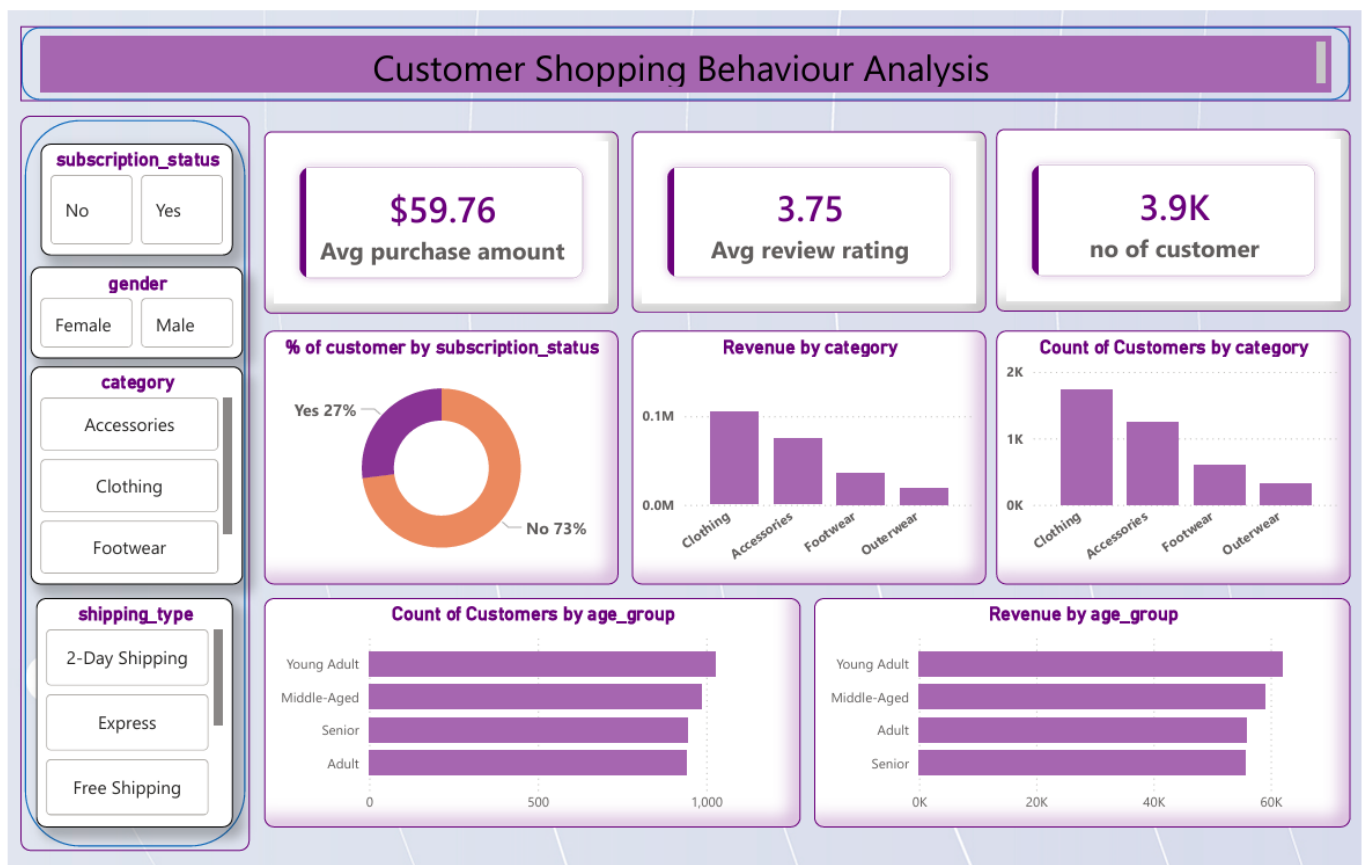 Customer Shopping Behaviour Analysis
subscription_status
No Yes
gender
Female Male
category
Accessories
Clothing
Footwear
shipping_type
2-Day Shipping
Express
Free Shipping
$59.76
Avg purchase amount
3.75
Avg review rating
3.9K
no of customer
% of customer by subscription_status
Yes 27%
No 73%
Revenue by category
0.1M
0.0M
Clothing Accessories Footwear Outerwear
Count of Customers by category
2K
1K
0K
Clothing Accessories Footwear Outerwear
Count of Customers by age_group
Young Adult
Middle-Aged
Senior
Adult
0 500 1,000
Revenue by age_group
Young Adult
Middle-Aged
Adult
Senior
0K 20K 40K 60K